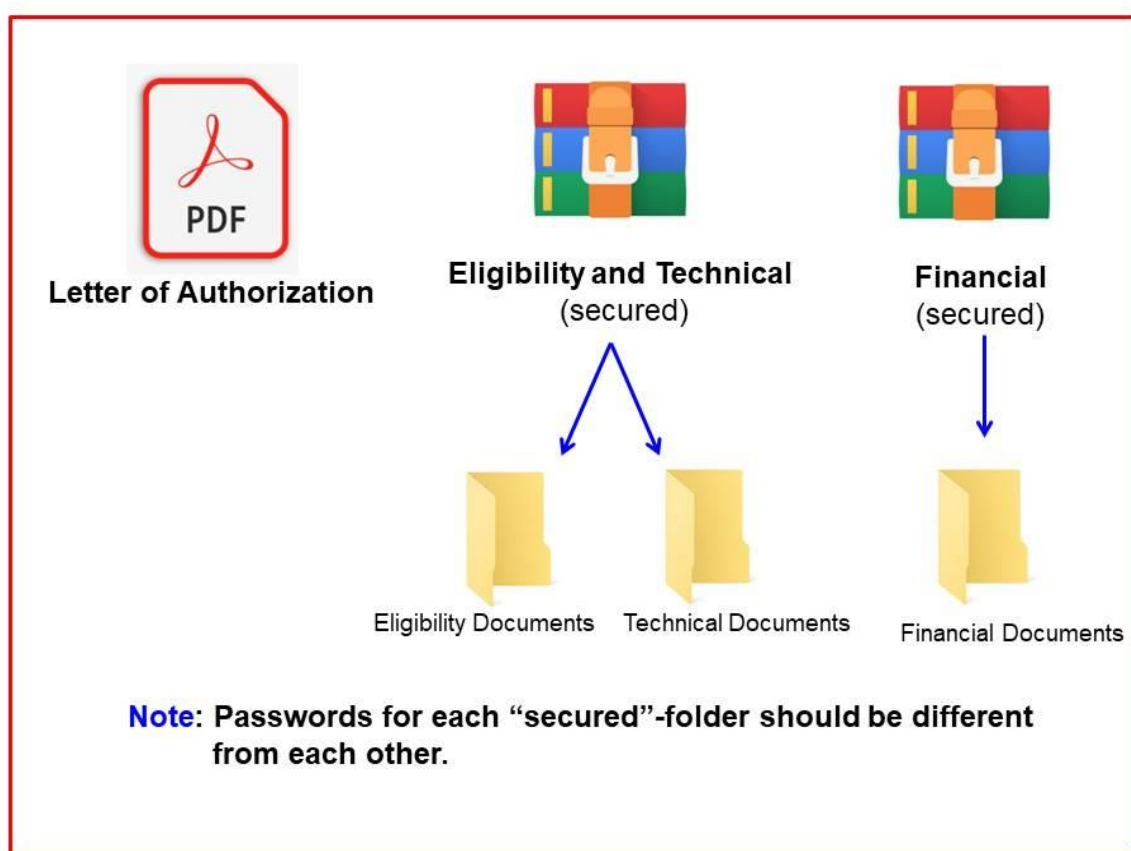 PDF
Letter of Authorization
Eligibility and Technical
(secured)
Financial
(secured)
Eligibility Documents
Technical Documents
Financial Documents
Note: Passwords for each “secured”-folder should be different
from each other.